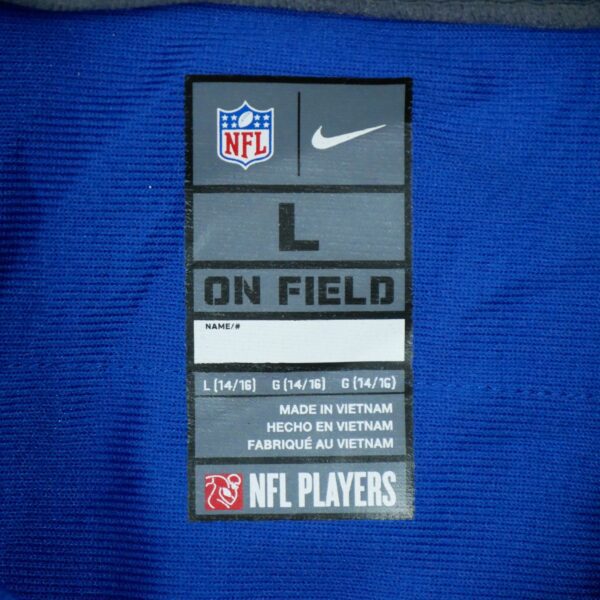 NFL
L
ON FIELD
NAME/#
L (14/16) G (14/16) G (14/16)
MADE IN VIETNAM
HECHO EN VIETNAM
FABRIQUÉ AU VIETNAM
NFL PLAYERS